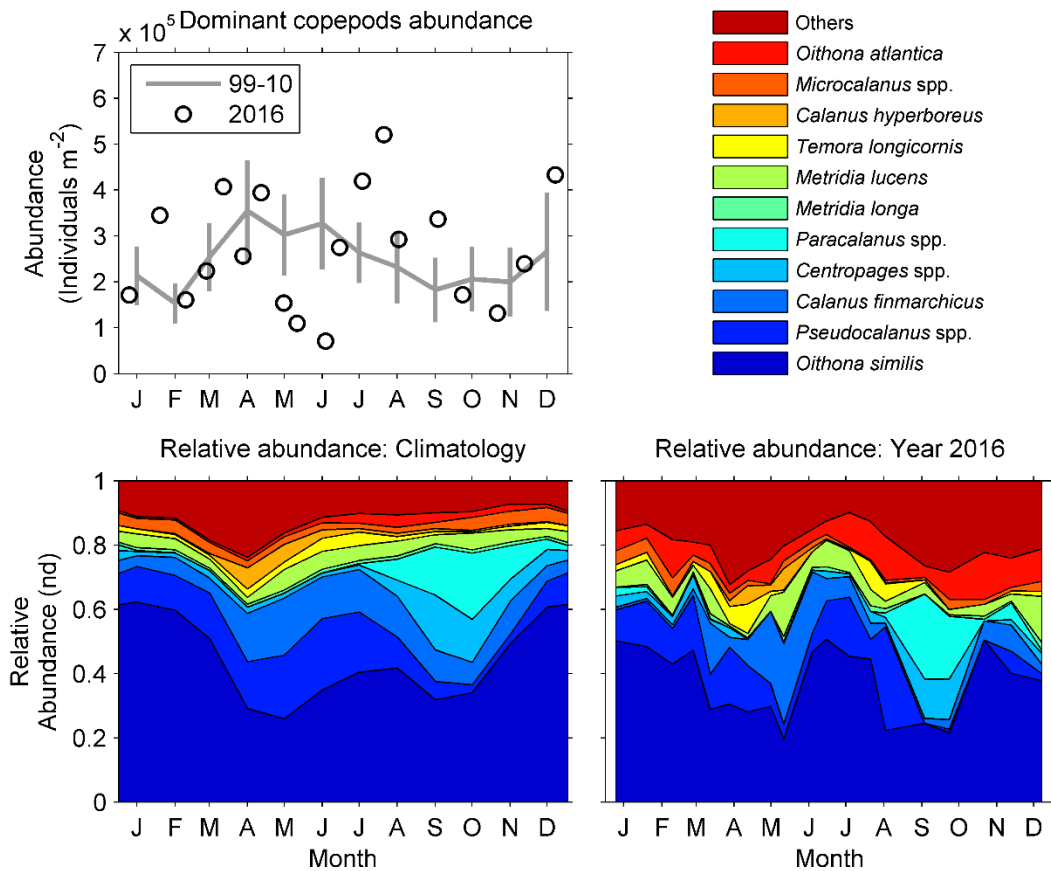 x 10⁵ Dominant copepods abundance
7
6
5
4
3
2
1
0
Abundance
(Individuals m⁻²)
99-10
2016
J F M A M J J A S O N D
Others
Oithona atlantica
Microcalanus spp.
Calanus hyperboreus
Temora longicornis
Metridia lucens
Metridia longa
Paracalanus spp.
Centropages spp.
Calanus finmarchicus
Pseudocalanus spp.
Oithona similis
Relative abundance: Climatology
1
0.8
0.6
0.4
0.2
0
Relative
Abundance (nd)
J F M A M J J A S O N D
Month
Relative abundance: Year 2016
J F M A M J J A S O N D
Month